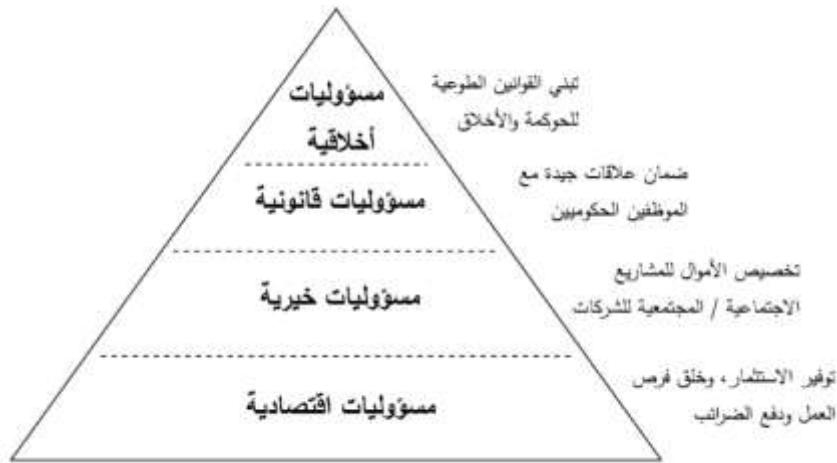 مسؤوليات
أخلاقية
تبني القوانين الطوعية
للحوكمة والأخلاق
مسؤوليات قانونية
ضمان علاقات جيدة مع
الموظفين الحكوميين
مسؤوليات خيرية
تخصيص الأموال للمشاريع
الاجتماعية / المجتمعية للشركات
مسؤوليات اقتصادية
توفير الاستثمار، وخلق فرص
العمل ودفع الضرائب